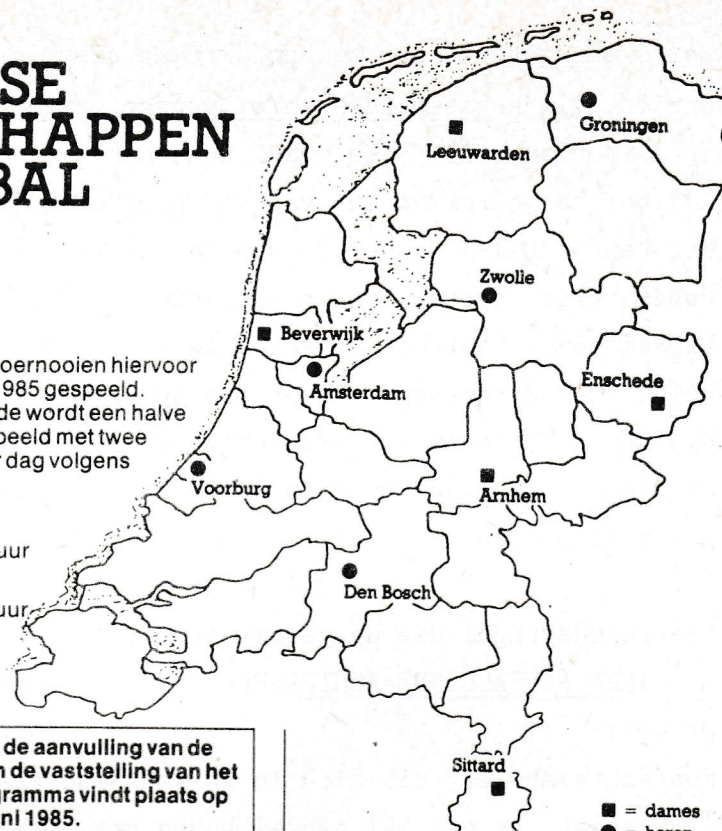 SE
HAPPEN
BAL
Groningen
Leeuwarden
Zwolle
Beverwijk
oernooien hiervoor
985 gespeeld.
de wordt een halve
beeld met twee
dag volgens
Amsterdam
Enschede
Voorburg
Arnhem
uur
uur
Den Bosch
de aanvulling van de
de vaststelling van het
gramma vindt plaats op
ni 1985.
Sittard
■ = dames
● = heren